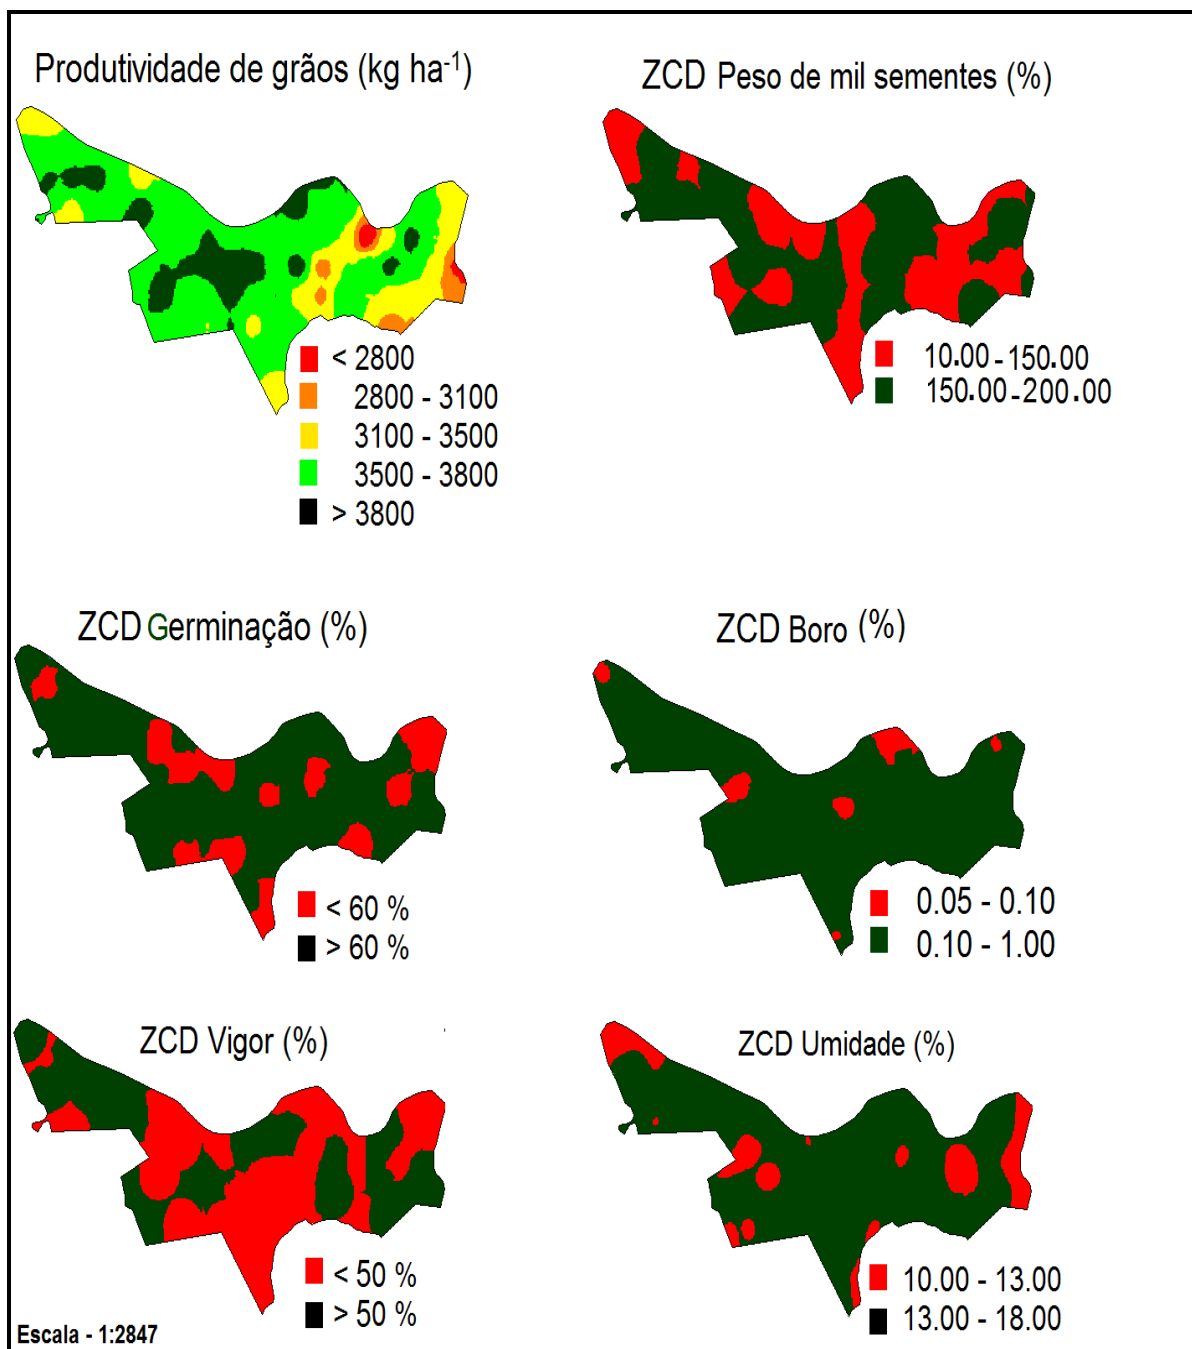 Produtividade de grãos (kg ha⁻¹)
< 2800
2800 - 3100
3100 - 3500
3500 - 3800
> 3800
ZCD Peso de mil sementes (%)
10.00 - 150.00
150.00 - 200.00
ZCD Germinação (%)
< 60 %
> 60 %
ZCD Boro (%)
0.05 - 0.10
0.10 - 1.00
ZCD Vigor (%)
< 50 %
> 50 %
ZCD Umidade (%)
10.00 - 13.00
13.00 - 18.00
Escala - 1:2847